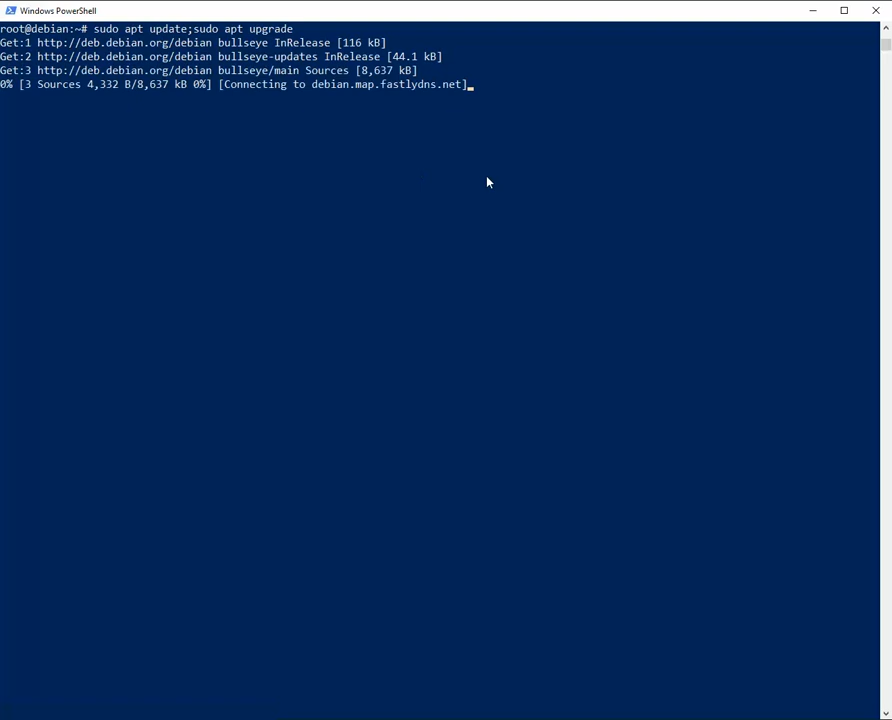 Windows PowerShell
root@debian:~# sudo apt update;sudo apt upgrade
Get:1 http://deb.debian.org/debian bullseye InRelease [116 kB]
Get:2 http://deb.debian.org/debian bullseye-updates InRelease [44.1 kB]
Get:3 http://deb.debian.org/debian bullseye/main Sources [8,637 kB]
0% [3 Sources 4,332 B/8,637 kB 0%] [Connecting to debian.map.fastlydns.net]